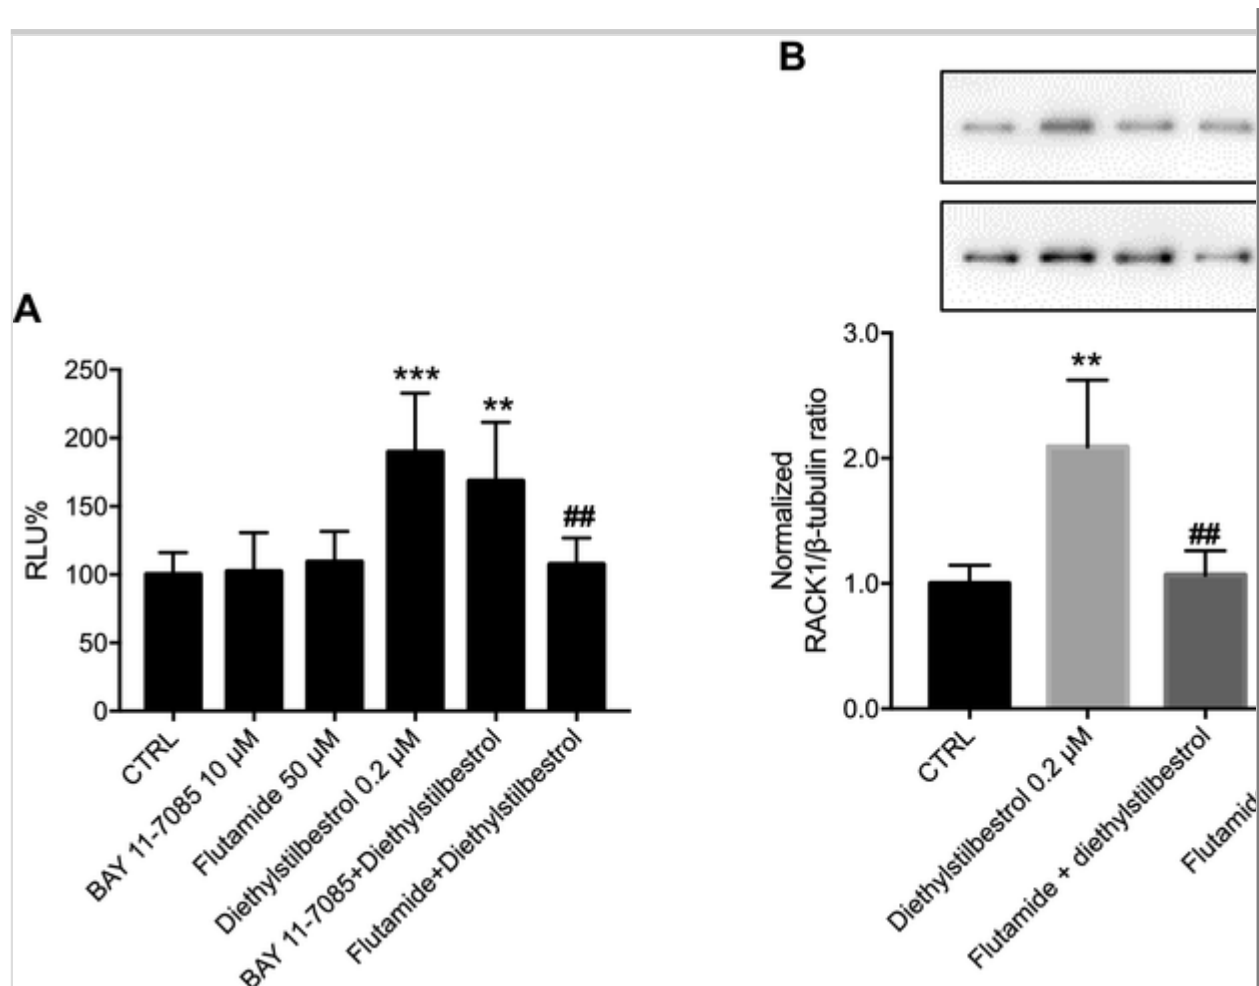 A
250
200
150
100
50
0
RLU%
***
**
##
CTRL
BAY 11-7085 10 µM
Flutamide 50 µM
Diethylstilbestrol 0.2 µM
BAY 11-7085+Diethylstilbestrol
Flutamide+Diethylstilbestrol
B
3.0
2.0
1.0
0.0
Normalized
RACK1/β-tubulin ratio
**
##
CTRL
Diethylstilbestrol 0.2 µM
Flutamide + diethylstilbestrol